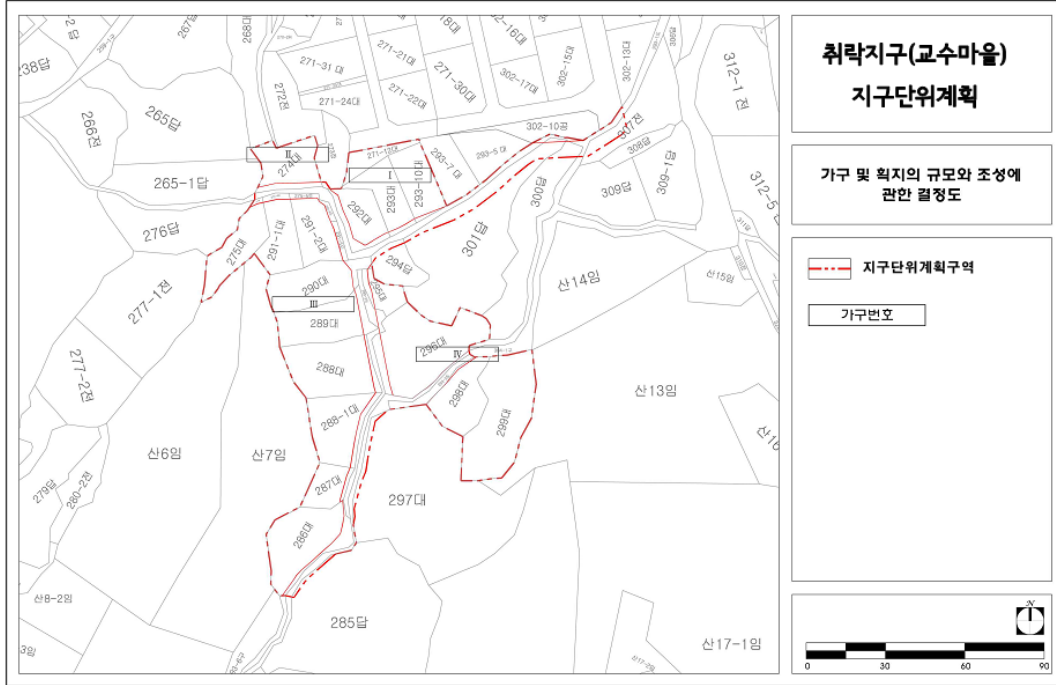 취락지구(교수마을)
지구단위계획
가구 및 획지의 규모와 조성에
관한 결정도
지구단위계획구역
가구번호
N
0 30 60 90
267답
268대
238답
266전
265답
272전
271-31 대
271-21대
271-24대
271-22대
271-30대
302-17대
302-15대
302-13대
312-1 전
302-10공
307전
308답
309답
309-1답
265-1답
274대
Ⅱ
271-12대
Ⅰ
293-7 대
293-5 대
293-10대
293대
292대
300답
301답
276답
275대
291-1대
291-2대
294답
산14임
산15임
277-1전
290대
Ⅲ
289대
296대
Ⅳ
277-2전
288대
298대
299대
산13임
288-1대
산6임
산7임
279답
280-2전
287대
297대
286대
산8-2임
285답
산17-1임
3임